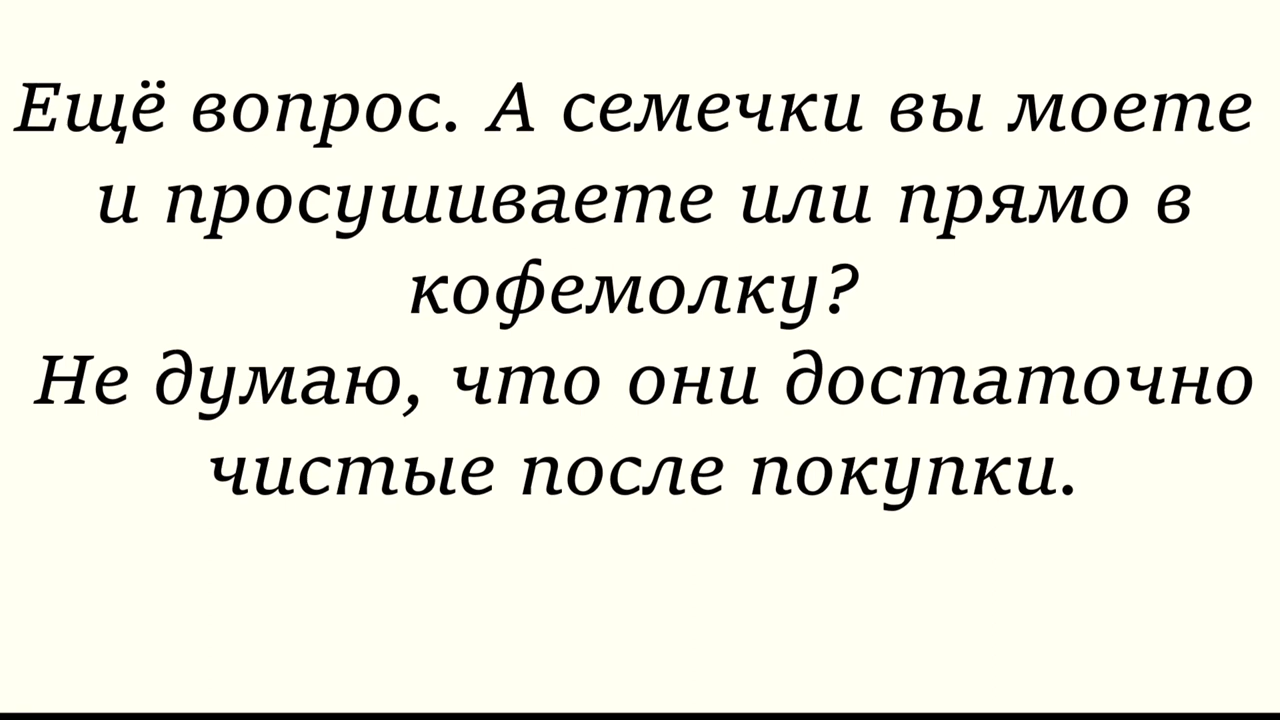 Ещё вопрос. А семечки вы моете
и просушиваете или прямо в
кофемолку?
Не думаю, что они достаточно
чистые после покупки.